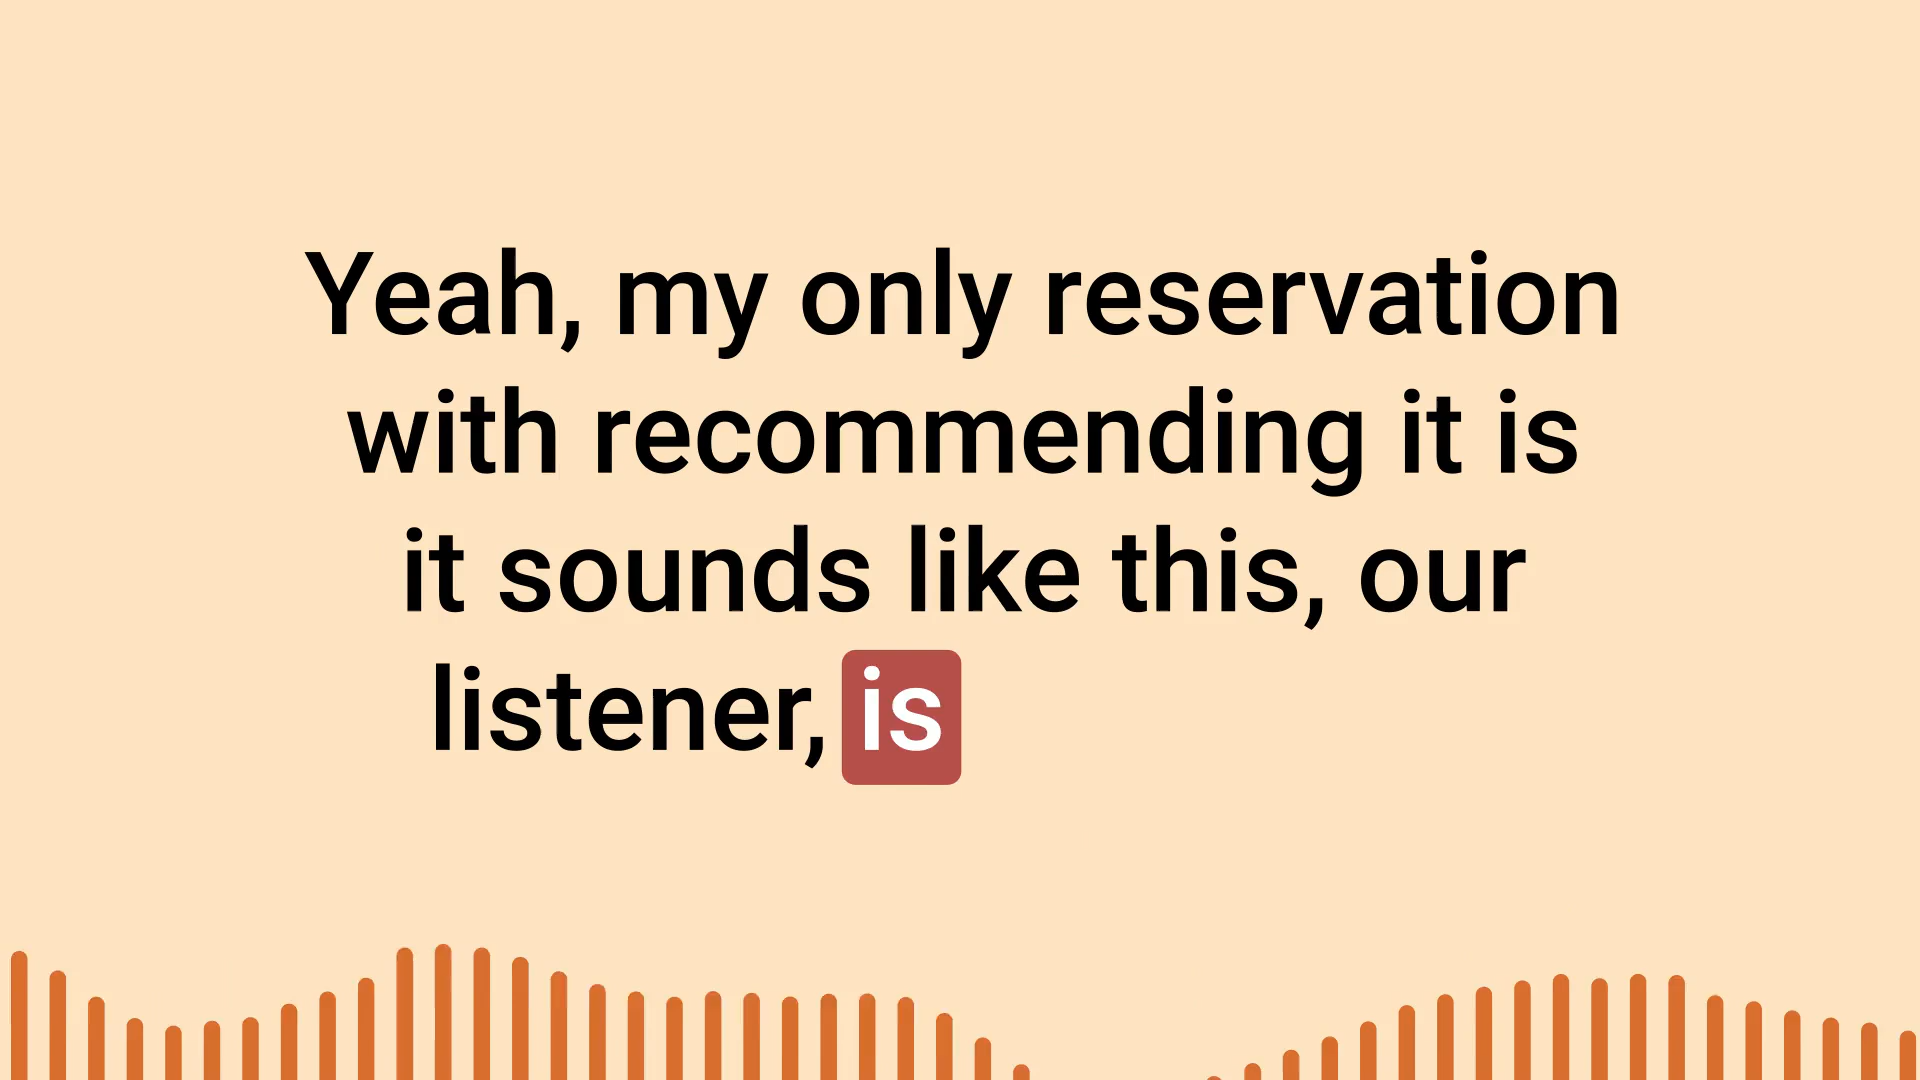 Yeah, my only reservation
with recommending it is
it sounds like this, our
listener, is